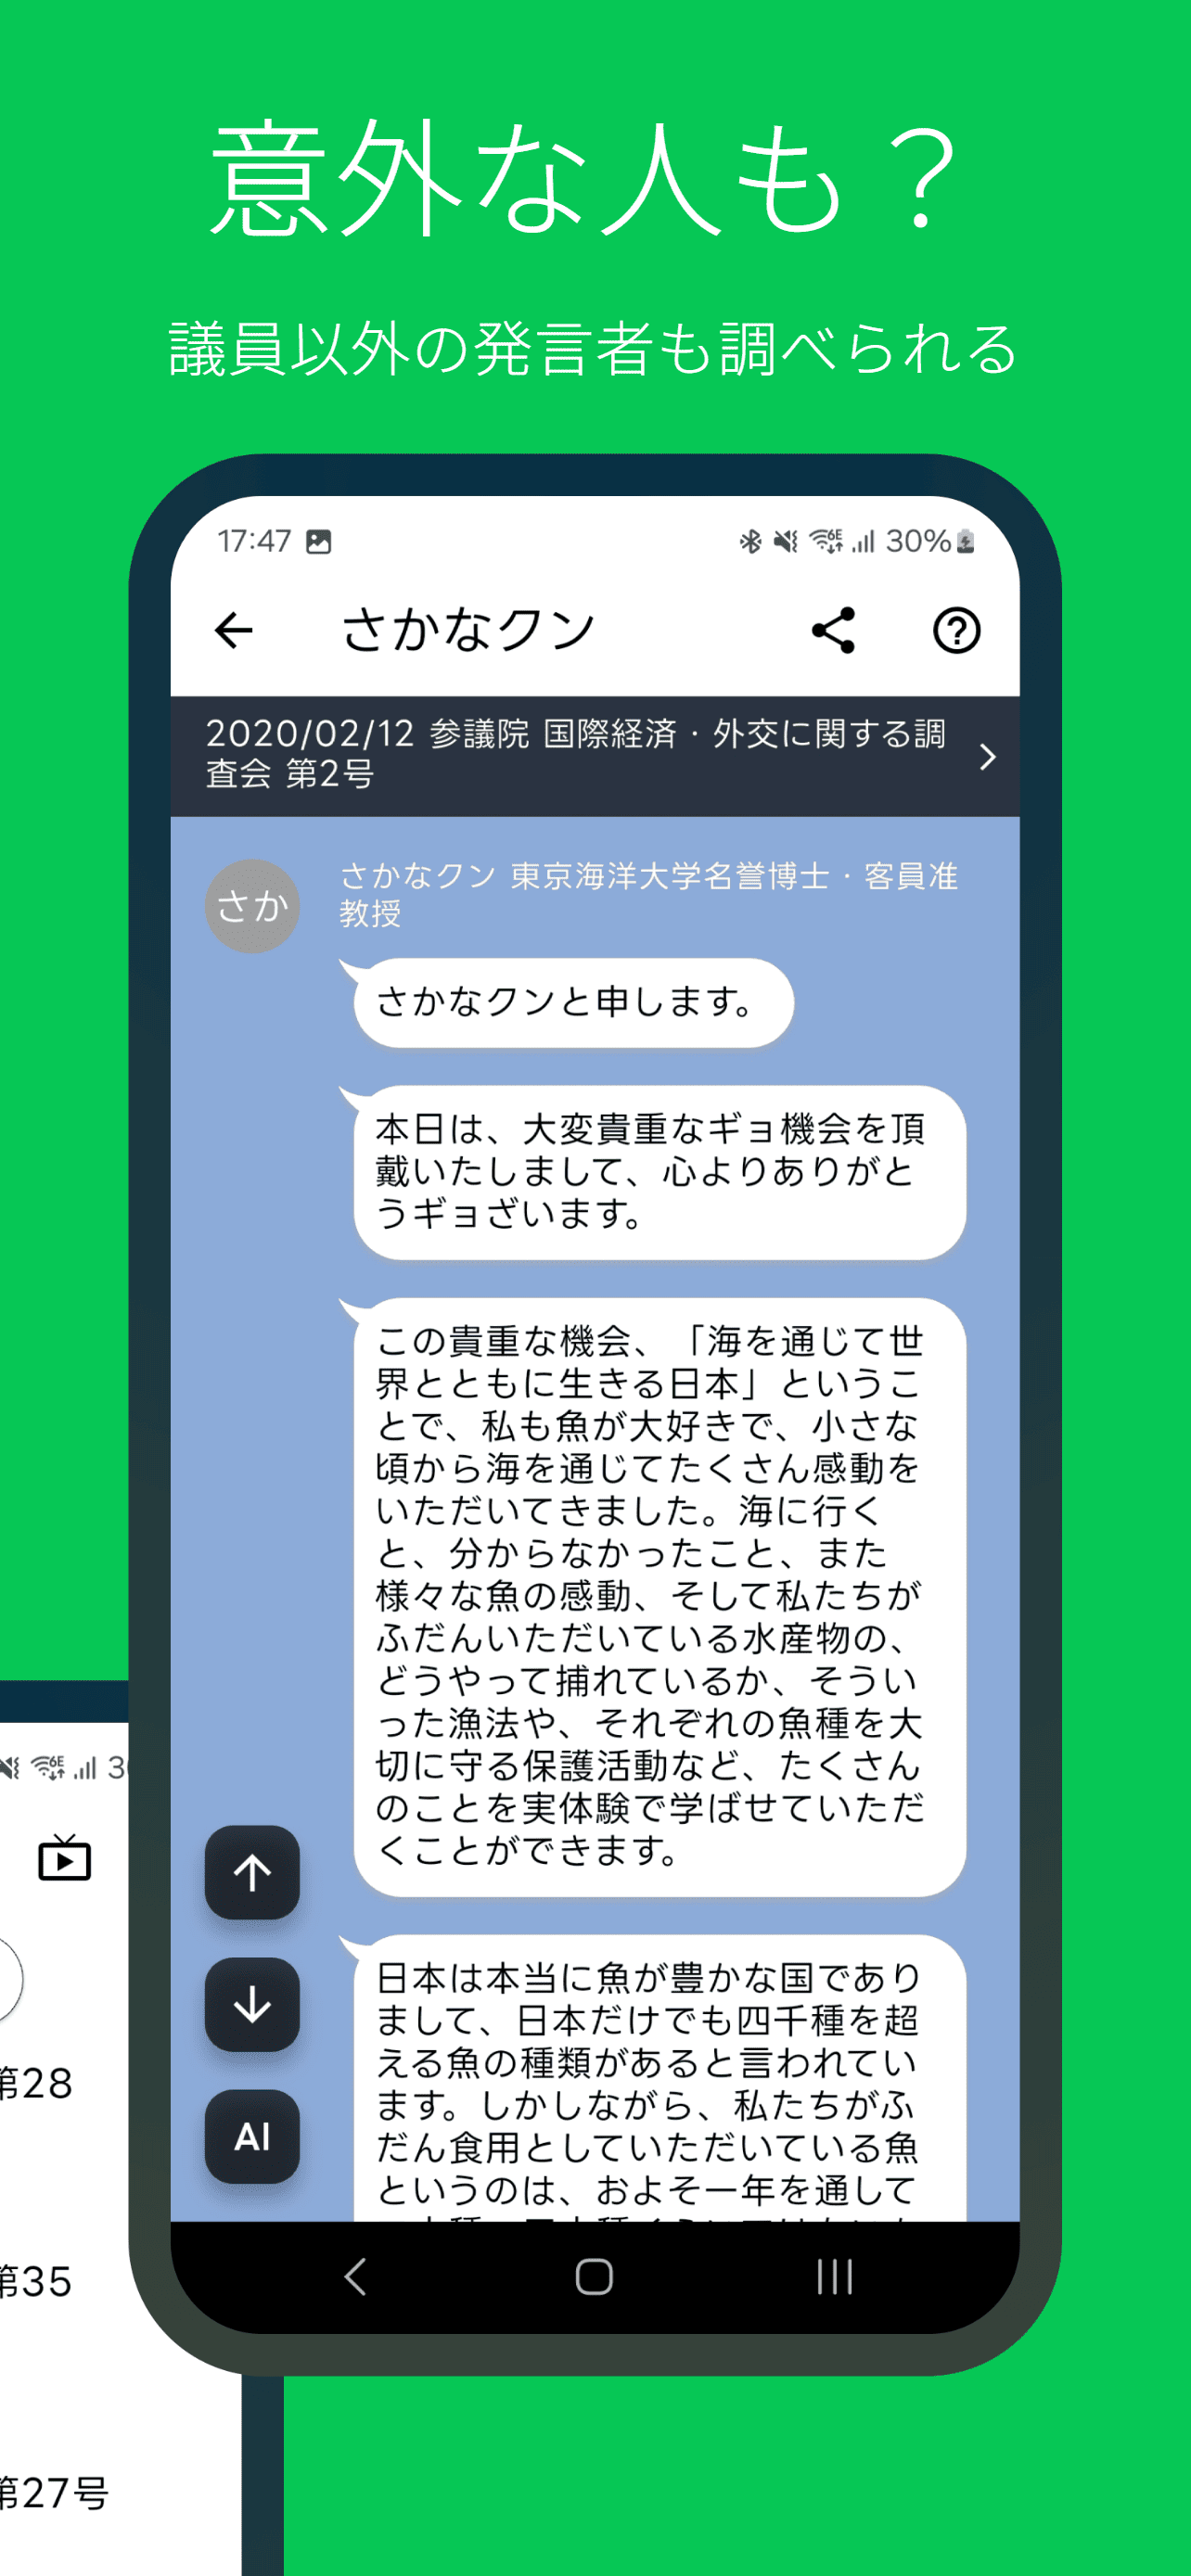 意外な人も？
議員以外の発言者も調べられる
17:47
30%
さかなクン
2020/02/12 参議院 国際経済・外交に関する調
査会 第2号
さか
さかなクン 東京海洋大学名誉博士・客員准
教授
さかなクンと申します。
本日は、大変貴重なギョ機会を頂
戴いたしまして、心よりありがと
うギョざいます。
この貴重な機会、「海を通じて世
界とともに生きる日本」というこ
とで、私も魚が大好きで、小さな
頃から海を通じてたくさん感動を
いただいてきました。海に行く
と、分からなかったこと、また
様々な魚の感動、そして私たちが
ふだんいただいている水産物の、
どうやって捕れているか、そうい
った漁法や、それぞれの魚種を大
切に守る保護活動など、たくさん
のことを実体験で学ばせていただ
くことができます。
日本は本当に魚が豊かな国であり
まして、日本だけでも四千種を超
える魚の種類があると言われてい
ます。しかしながら、私たちがふ
だん食用としていただいている魚
というのは、およそ一年を通して
AI
6E
第28
第35
第27号